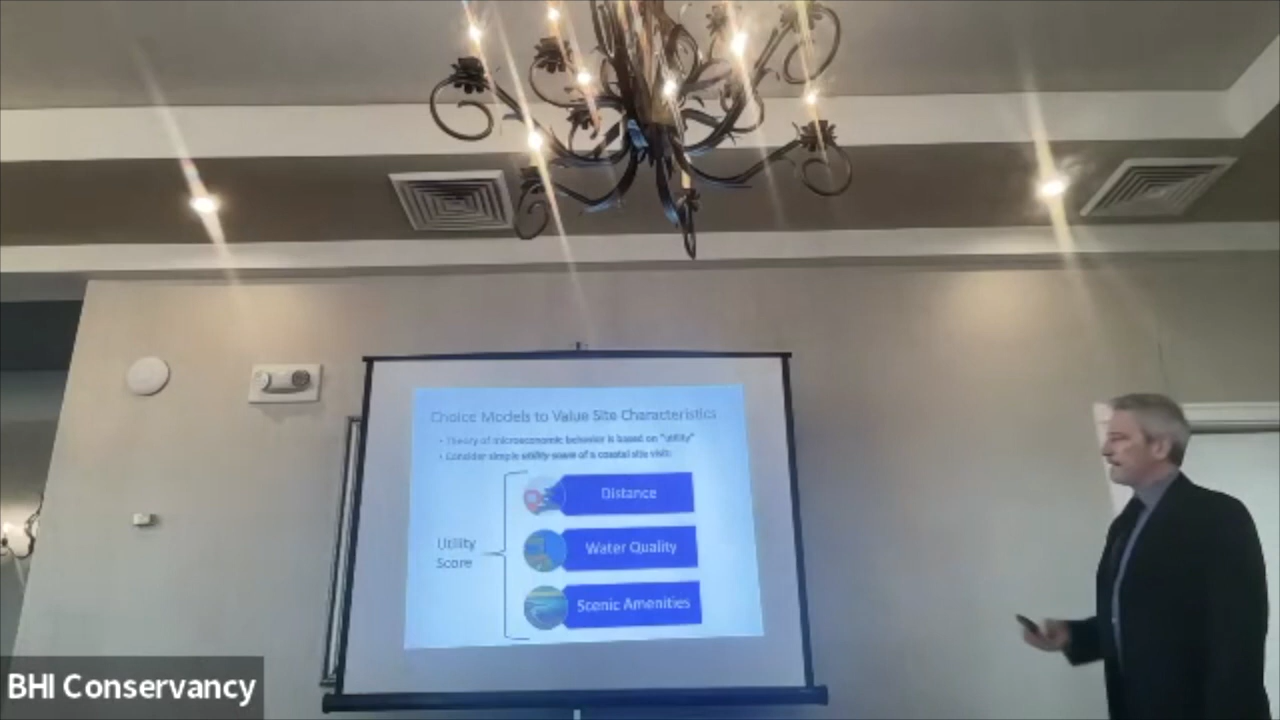 Choice Models to Value Site Characteristics
• Theory of microeconomic behavior is based on "utility"
• Consider simple utility score of a coastal site visit:
Distance
Utility
Score
Water Quality
Scenic Amenities
BHI Conservancy